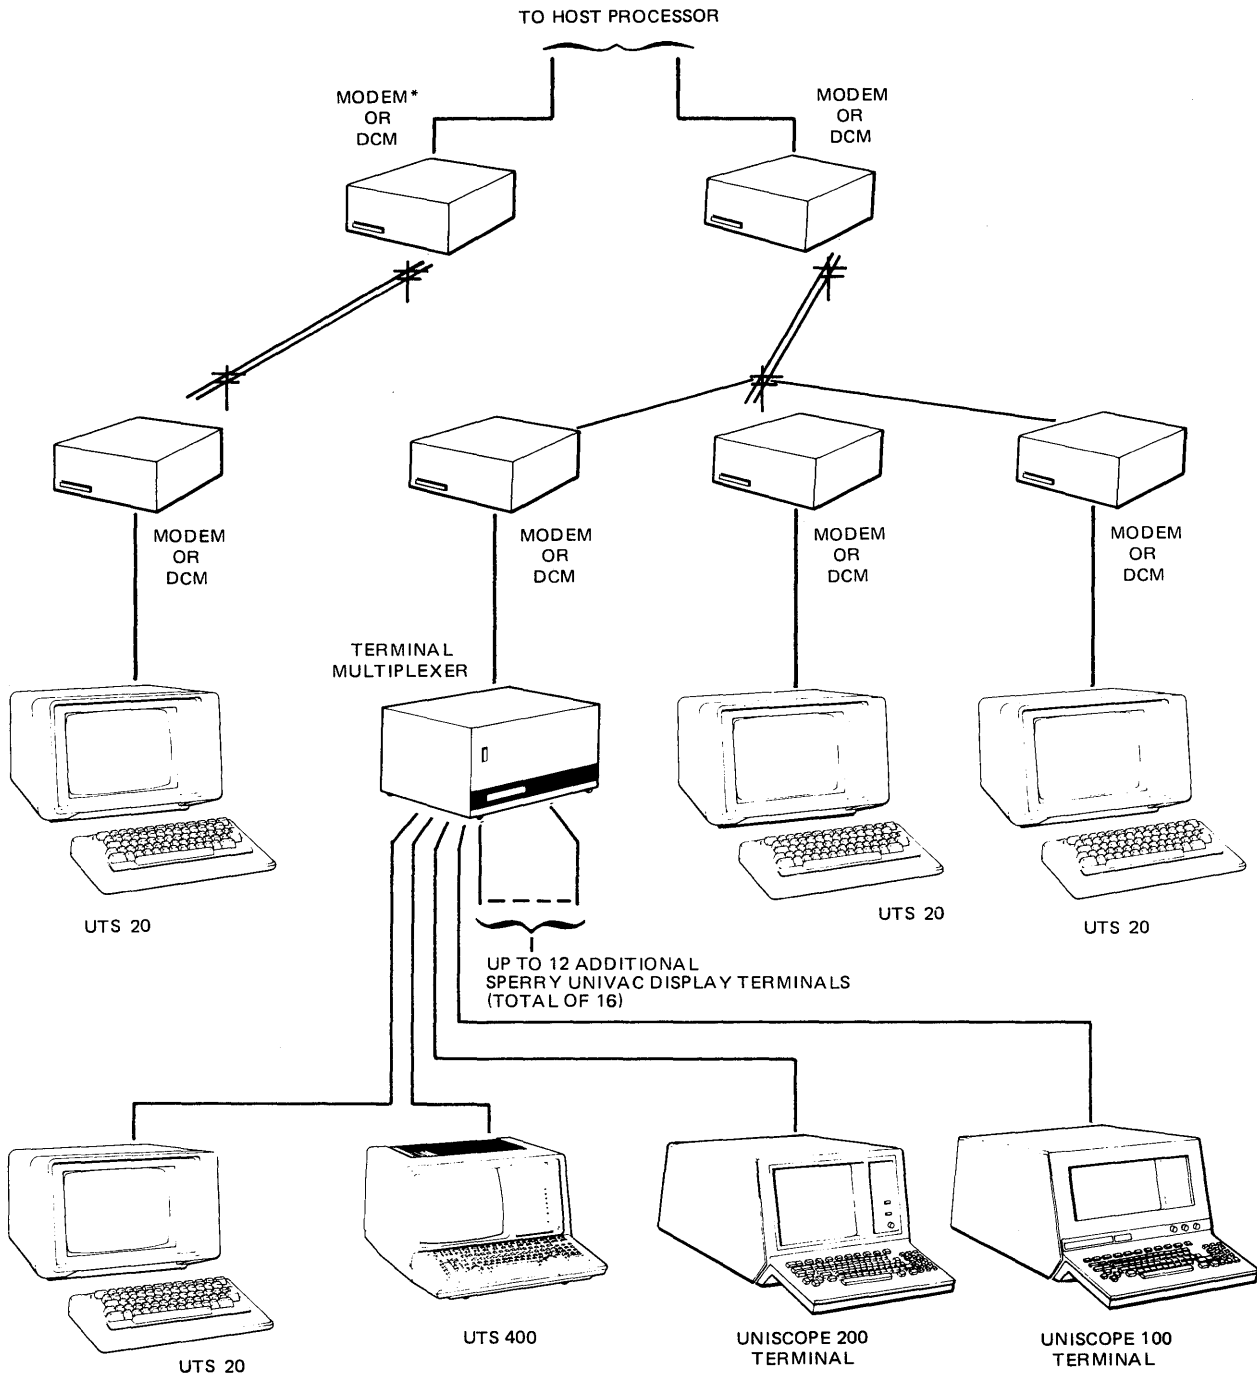 TO HOST PROCESSOR
MODEM*
OR
DCM
MODEM
OR
DCM
MODEM
OR
DCM
MODEM
OR
DCM
MODEM
OR
DCM
MODEM
OR
DCM
TERMINAL
MULTIPLEXER
UTS 20
UTS 20
UTS 20
UP TO 12 ADDITIONAL
SPERRY UNIVAC DISPLAY TERMINALS
(TOTAL OF 16)
UTS 20
UTS 400
UNISCOPE 200
TERMINAL
UNISCOPE 100
TERMINAL